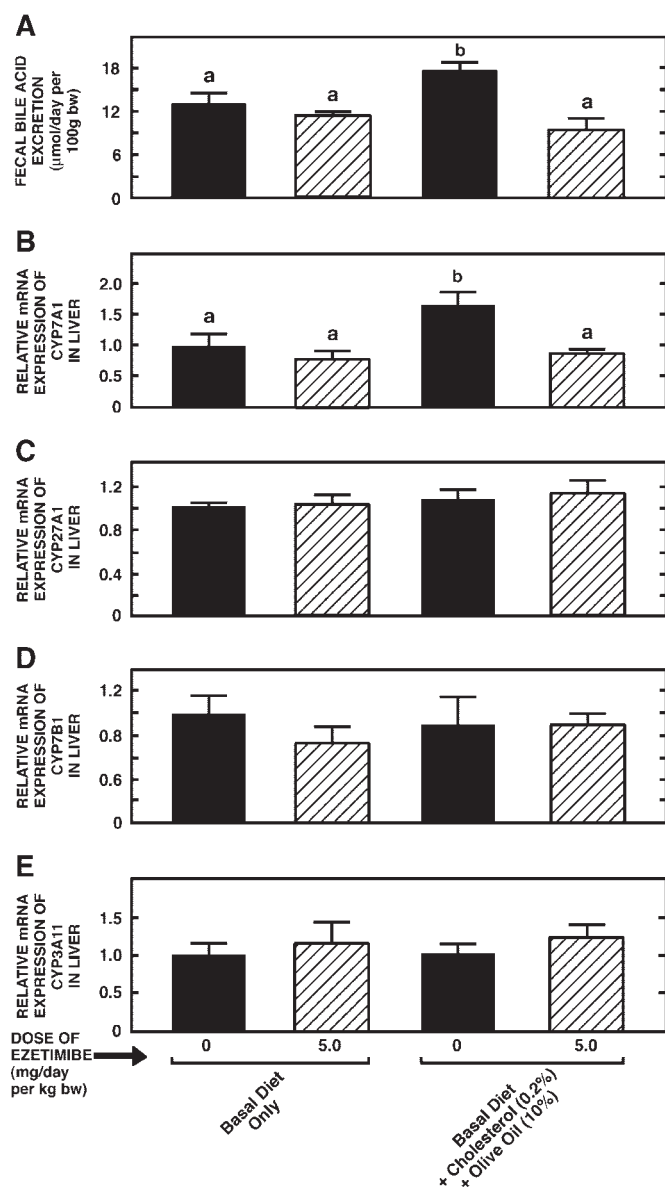 A
FECAL BILE ACID
EXCRETION
(μmol/day per
100g bw)
18
12
6
0
a
a
b
a
B
RELATIVE mRNA
EXPRESSION OF
CYP7A1
IN LIVER
2.0
1.5
1.0
0.5
0
a
a
b
a
C
RELATIVE mRNA
EXPRESSION OF
CYP27A1
IN LIVER
1.2
0.8
0.4
0
D
RELATIVE mRNA
EXPRESSION OF
CYP7B1
IN LIVER
1.2
0.8
0.6
0
E
RELATIVE mRNA
EXPRESSION OF
CYP3A11
IN LIVER
1.5
1.0
0.5
0
DOSE OF
EZETIMIBE
(mg/day
per kg bw)
0
5.0
0
5.0
Basal Diet
Only
Basal Diet
+ Cholesterol (0.2%)
+ Olive Oil (10%)